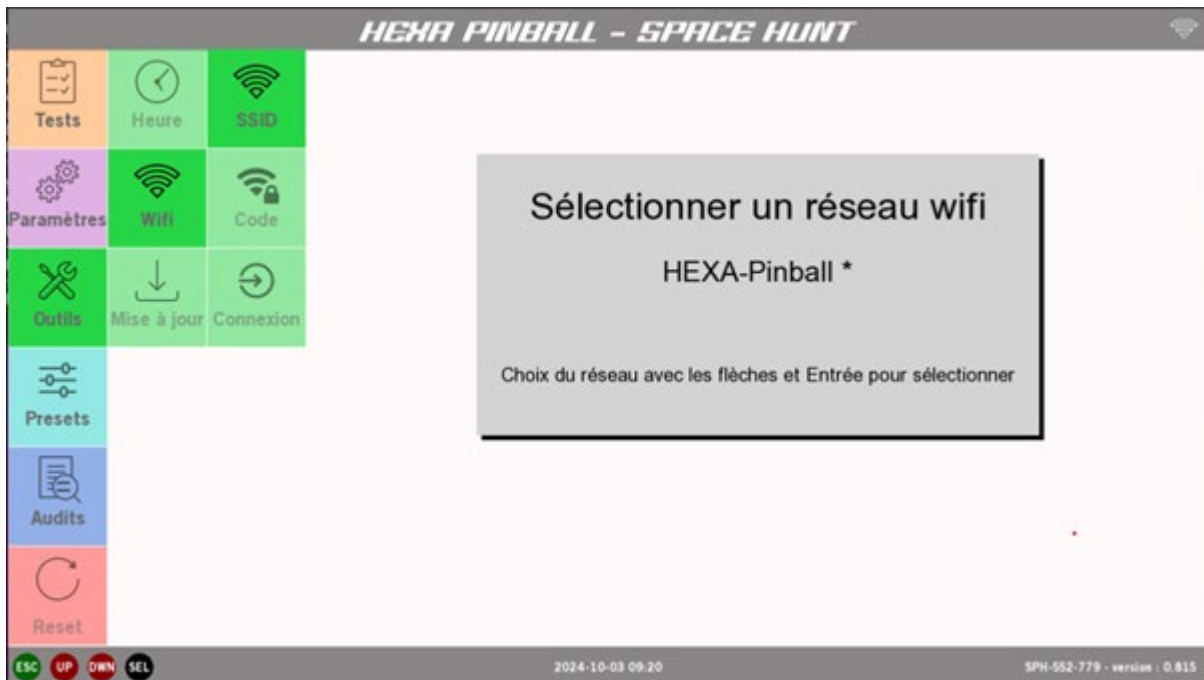 HEXA PINBALL - SPACE HUNT
Tests
Heure
SSID
Paramètres
Wifi
Code
Outils
Mise à jour
Connexion
Presets
Audits
Reset
Sélectionner un réseau wifi
HEXA-Pinball *
Choix du réseau avec les flèches et Entrée pour sélectionner
ESC
UP
DWN
SEL
2024-10-03 09:20
SPH-552-779 - version : 0.815